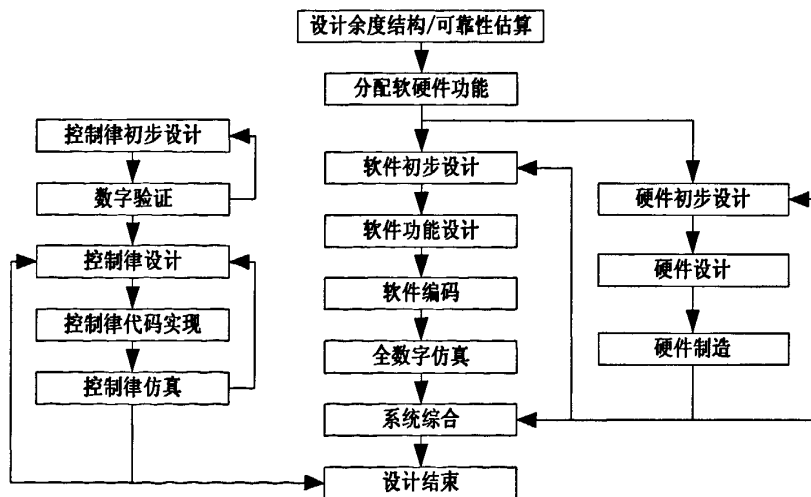 设计余度结构/可靠性估算
分配软硬件功能
控制律初步设计
数字验证
控制律设计
控制律代码实现
控制律仿真
软件初步设计
软件功能设计
软件编码
全数字仿真
系统综合
设计结束
硬件初步设计
硬件设计
硬件制造